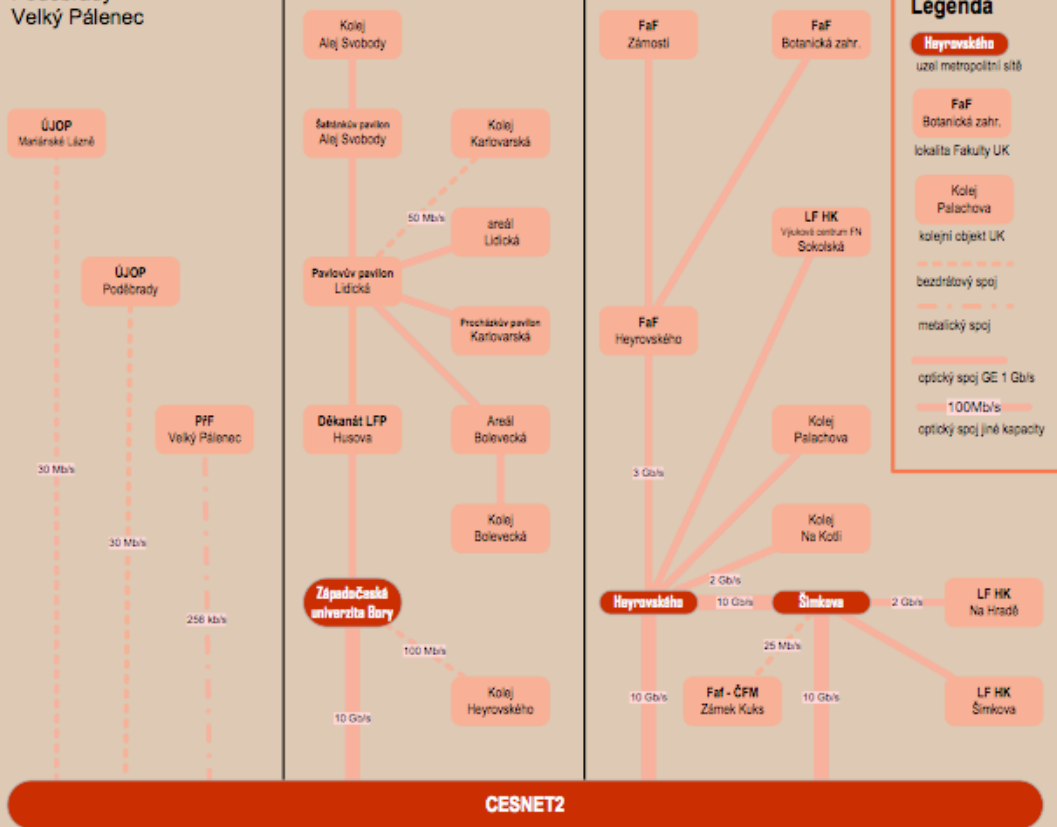 Velký Pálenec
ÚJOP
Mariánské Lázně
ÚJOP
Poděbrady
PřF
Velký Pálenec
30 Mb/s
30 Mb/s
256 kb/s
Kolej
Alej Svobody
Šafránkův pavilon
Alej Svobody
Kolej
Karlovarská
50 Mb/s
areál
Lidická
Pavlovův pavilon
Lidická
Procházkův pavilon
Karlovarská
Děkanát LFP
Husova
Areál
Bolevecká
Kolej
Bolevecká
Západočeská
univerzita Bory
100 Mb/s
Kolej
Heyrovského
10 Gb/s
FaF
Zámostí
FaF
Botanická zahr.
LF HK
Výukové centrum FN
Sokolská
FaF
Heyrovského
Kolej
Palachova
3 Gb/s
Kolej
Na Kotli
2 Gb/s
Heyrovského
10 Gb/s
Šimkova
2 Gb/s
LF HK
Na Hradě
25 Mb/s
10 Gb/s
Faf - ČFM
Zámek Kuks
10 Gb/s
LF HK
Šimkova
Legenda
Heyrovského
uzel metropolitní sítě
FaF
Botanická zahr.
lokalita Fakulty UK
Kolej
Palachova
kolejní objekt UK
bezdrátový spoj
metalický spoj
optický spoj GE 1 Gb/s
100Mb/s
optický spoj jiné kapacity
CESNET2